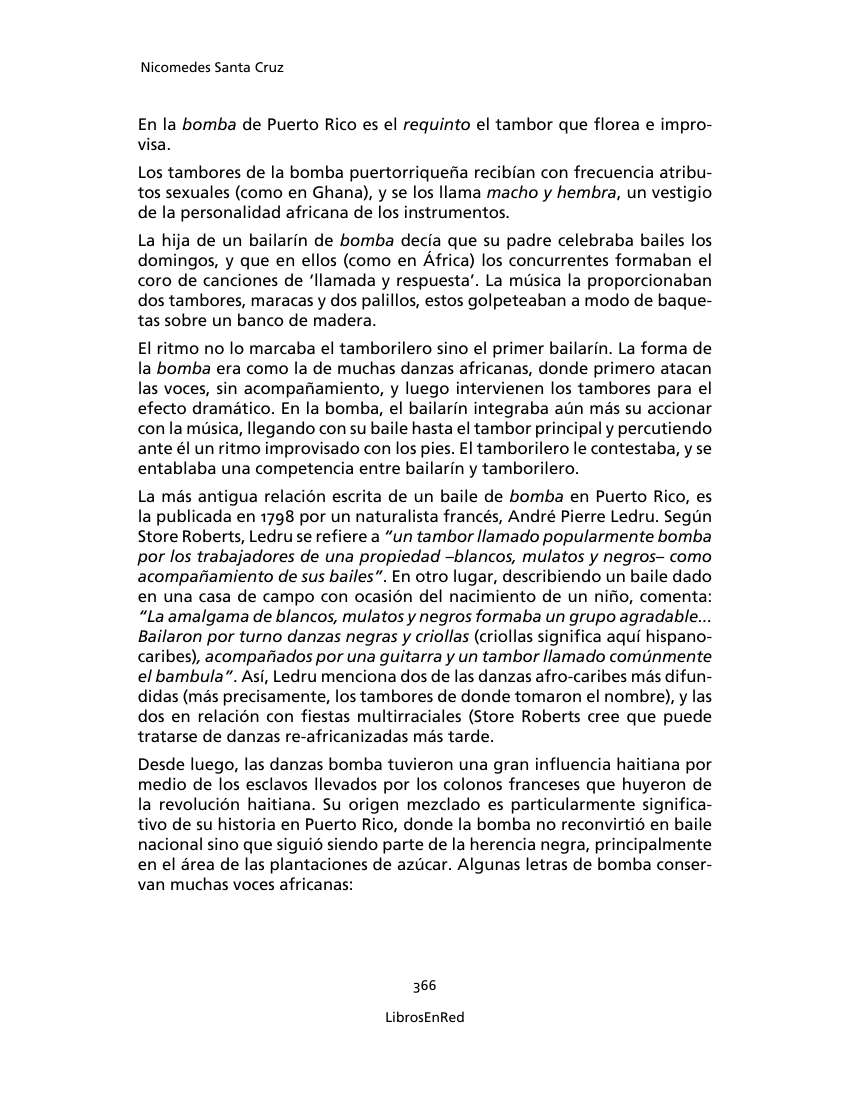 Nicomedes Santa Cruz
En la bomba de Puerto Rico es el requinto el tambor que florea e impro-
visa.
Los tambores de la bomba puertorriqueña recibían con frecuencia atribu-
tos sexuales (como en Ghana), y se los llama macho y hembra, un vestigio
de la personalidad africana de los instrumentos.
La hija de un bailarín de bomba decía que su padre celebraba bailes los
domingos, y que en ellos (como en África) los concurrentes formaban el
coro de canciones de ‘llamada y respuesta’. La música la proporcionaban
dos tambores, maracas y dos palillos, estos golpeteaban a modo de baque-
tas sobre un banco de madera.
El ritmo no lo marcaba el tamborilero sino el primer bailarín. La forma de
la bomba era como la de muchas danzas africanas, donde primero atacan
las voces, sin acompañamiento, y luego intervienen los tambores para el
efecto dramático. En la bomba, el bailarín integraba aún más su accionar
con la música, llegando con su baile hasta el tambor principal y percutiendo
ante él un ritmo improvisado con los pies. El tamborilero le contestaba, y se
entablaba una competencia entre bailarín y tamborilero.
La más antigua relación escrita de un baile de bomba en Puerto Rico, es
la publicada en 1798 por un naturalista francés, André Pierre Ledru. Según
Store Roberts, Ledru se refiere a “un tambor llamado popularmente bomba
por los trabajadores de una propiedad –blancos, mulatos y negros– como
acompañamiento de sus bailes”. En otro lugar, describiendo un baile dado
en una casa de campo con ocasión del nacimiento de un niño, comenta:
“La amalgama de blancos, mulatos y negros formaba un grupo agradable...
Bailaron por turno danzas negras y criollas (criollas significa aquí hispano-
caribes), acompañados por una guitarra y un tambor llamado comúnmente
el bambula”. Así, Ledru menciona dos de las danzas afro-caribes más difun-
didas (más precisamente, los tambores de donde tomaron el nombre), y las
dos en relación con fiestas multirraciales (Store Roberts cree que puede
tratarse de danzas re-africanizadas más tarde.
Desde luego, las danzas bomba tuvieron una gran influencia haitiana por
medio de los esclavos llevados por los colonos franceses que huyeron de
la revolución haitiana. Su origen mezclado es particularmente significa-
tivo de su historia en Puerto Rico, donde la bomba no reconvirtió en baile
nacional sino que siguió siendo parte de la herencia negra, principalmente
en el área de las plantaciones de azúcar. Algunas letras de bomba conser-
van muchas voces africanas:
366
LibrosEnRed